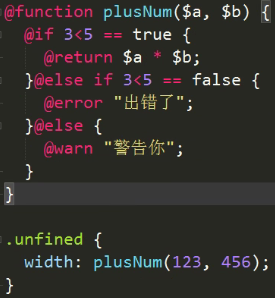 @function plusNum($a, $b) {
  @if 3<5 == true {
    @return $a * $b;
  }@else if 3<5 == false {
    @error "出错了";
  }@else {
    @warn "警告你";
  }
}
.unfined {
  width: plusNum(123, 456);
}